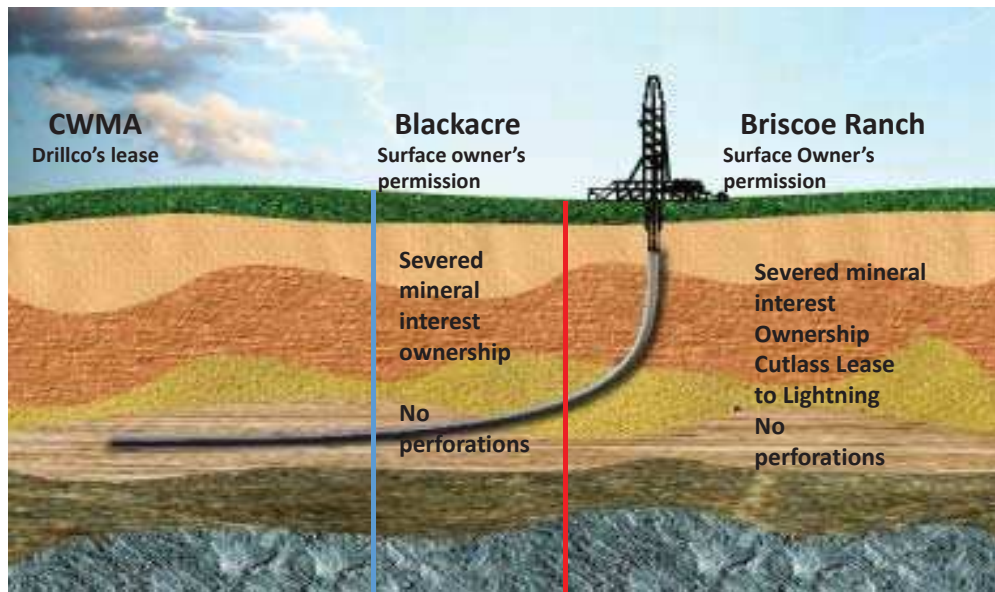 CWMA
Drillco's lease
Blackacre
Surface owner's
permission
Briscoe Ranch
Surface Owner's
permission
Severed
mineral
interest
ownership
No
perforations
Severed mineral
interest
Ownership
Cutlass Lease
to Lightning
No
perforations